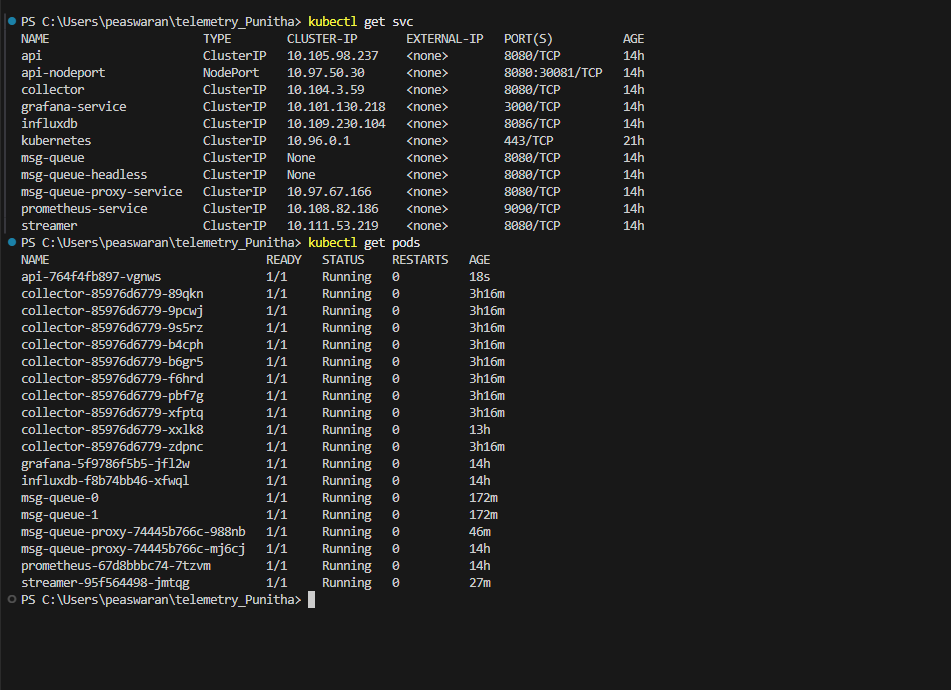 PS C:\Users\peaswaran\telemetry_Punitha> kubectl get svc
NAME TYPE CLUSTER-IP EXTERNAL-IP PORT(S) AGE
api ClusterIP 10.105.98.237 <none> 8080/TCP 14h
api-nodeport NodePort 10.97.50.30 <none> 8080:30081/TCP 14h
collector ClusterIP 10.104.3.59 <none> 8080/TCP 14h
grafana-service ClusterIP 10.101.130.218 <none> 3000/TCP 14h
influxdb ClusterIP 10.109.230.104 <none> 8086/TCP 14h
kubernetes ClusterIP 10.96.0.1 <none> 443/TCP 21h
msg-queue ClusterIP None <none> 8080/TCP 14h
msg-queue-headless ClusterIP None <none> 8080/TCP 14h
msg-queue-proxy-service ClusterIP 10.97.67.166 <none> 8080/TCP 14h
prometheus-service ClusterIP 10.108.82.186 <none> 9090/TCP 14h
streamer ClusterIP 10.111.53.219 <none> 8080/TCP 14h
PS C:\Users\peaswaran\telemetry_Punitha> kubectl get pods
NAME READY STATUS RESTARTS AGE
api-764f4fb897-vgnws 1/1 Running 0 18s
collector-85976d6779-89qkn 1/1 Running 0 3h16m
collector-85976d6779-9pcwj 1/1 Running 0 3h16m
collector-85976d6779-9s5rz 1/1 Running 0 3h16m
collector-85976d6779-b4cph 1/1 Running 0 3h16m
collector-85976d6779-b6gr5 1/1 Running 0 3h16m
collector-85976d6779-f6hrd 1/1 Running 0 3h16m
collector-85976d6779-pbf7g 1/1 Running 0 3h16m
collector-85976d6779-xfptq 1/1 Running 0 3h16m
collector-85976d6779-xxlk8 1/1 Running 0 13h
collector-85976d6779-zdpnc 1/1 Running 0 3h16m
grafana-5f9786f5b5-jfl2w 1/1 Running 0 14h
influxdb-f8b74bb46-xfwql 1/1 Running 0 14h
msg-queue-0 1/1 Running 0 172m
msg-queue-1 1/1 Running 0 172m
msg-queue-proxy-74445b766c-988nb 1/1 Running 0 46m
msg-queue-proxy-74445b766c-mj6cj 1/1 Running 0 14h
prometheus-67d8bbbc74-7tzvm 1/1 Running 0 14h
streamer-95f564498-jmtqg 1/1 Running 0 27m
PS C:\Users\peaswaran\telemetry_Punitha>